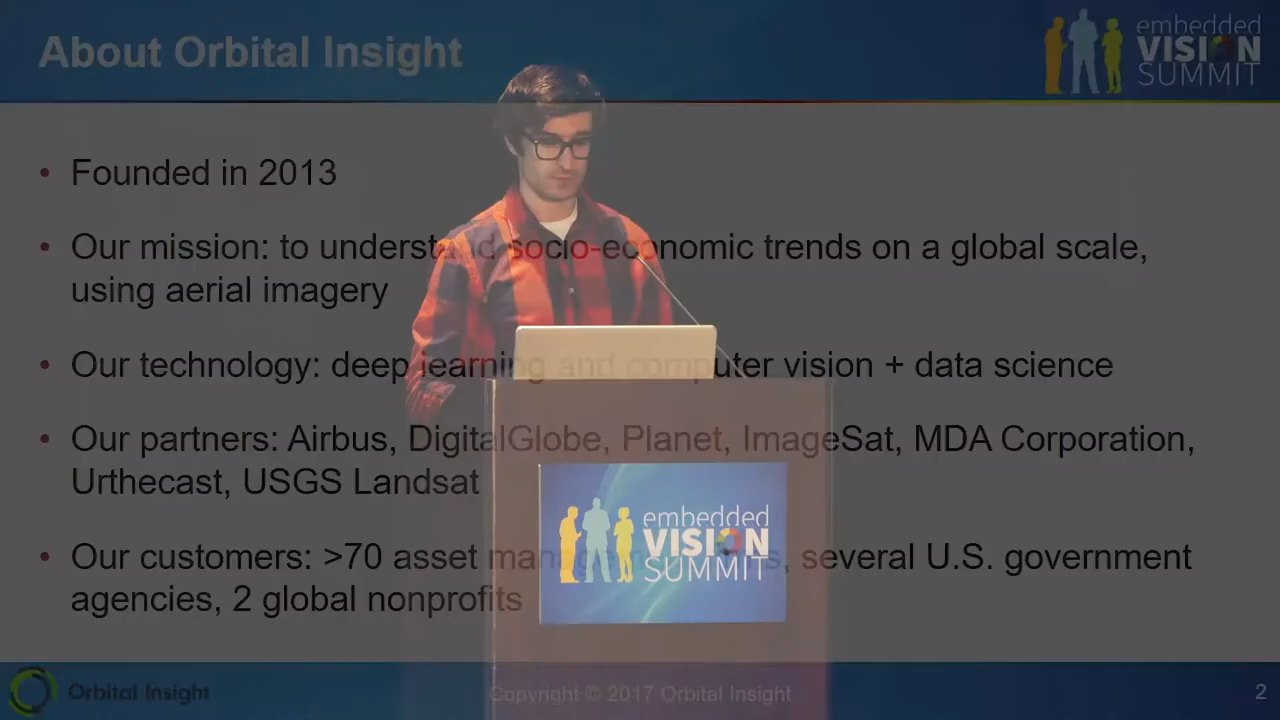 About Orbital Insight
embedded
VISION
SUMMIT
• Founded in 2013
• Our mission: to understand socio-economic trends on a global scale,
using aerial imagery
• Our technology: deep learning and computer vision + data science
• Our partners: Airbus, DigitalGlobe, Planet, ImageSat, MDA Corporation,
Urthecast, USGS Landsat
• Our customers: >70 asset several U.S. government
agencies, 2 global nonprofits
embedded
VISION
SUMMIT
Orbital Insight
Copyright © 2017 Orbital Insight
2